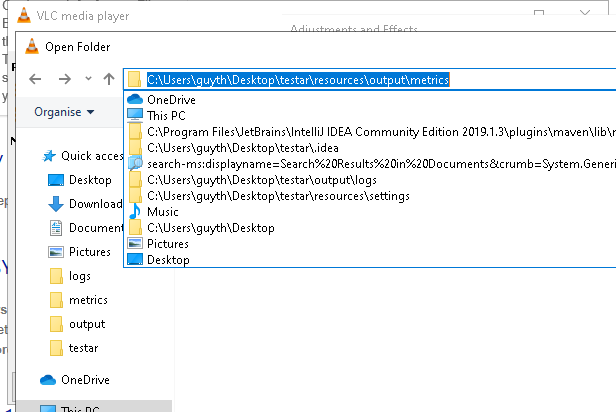 VLC media player
Adjustments and Effects
Open Folder
C:\Users\guyth\Desktop\testar\resources\output\metrics
Organise
OneDrive
This PC
C:\Program Files\JetBrains\IntelliJ IDEA Community Edition 2019.1.3\plugins\maven\lib\
C:\Users\guyth\Desktop\testar\.idea
search-ms:displayname=Search%20Results%20in%20Documents&crumb=System.Generi
C:\Users\guyth\Desktop\testar\output\logs
C:\Users\guyth\Desktop\testar\resources\settings
Music
C:\Users\guyth\Desktop
Pictures
Desktop
Quick acces
Desktop
Download
Document
Pictures
logs
metrics
output
testar
OneDrive
This PC